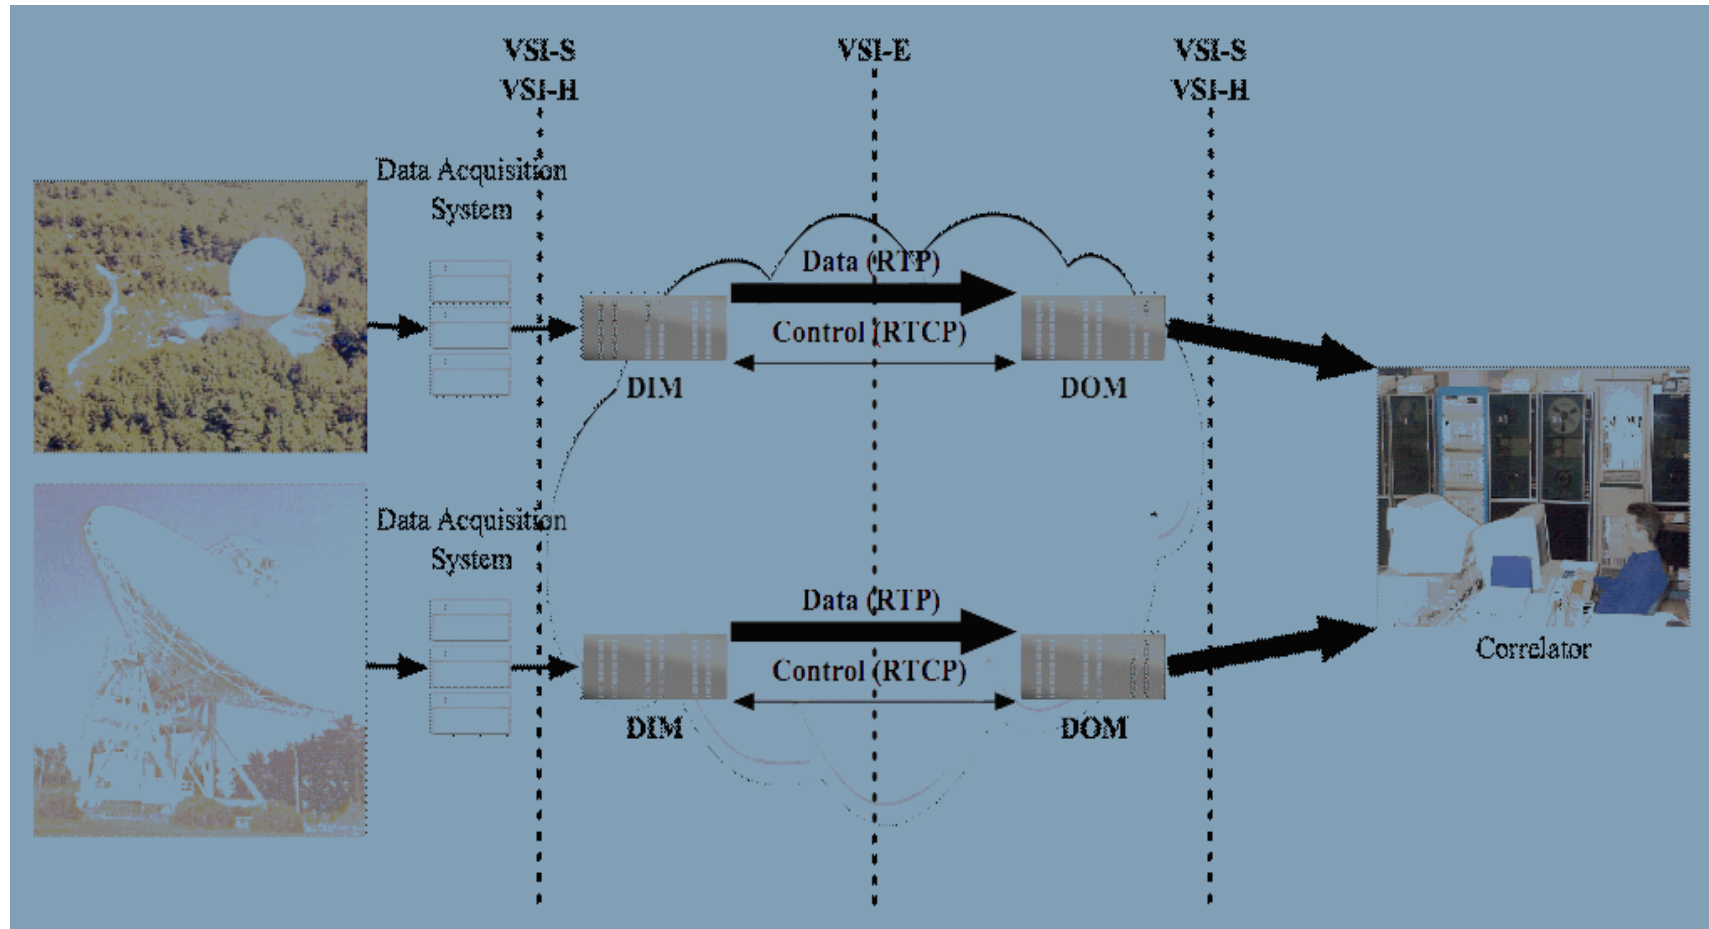 VSI-S
VSI-H
VSI-E
VSI-S
VSI-H
Data Acquisition
System
Data (RTP)
Control (RTCP)
DIM
DOM
Data Acquisition
System
Data (RTP)
Control (RTCP)
DIM
DOM
Correlator